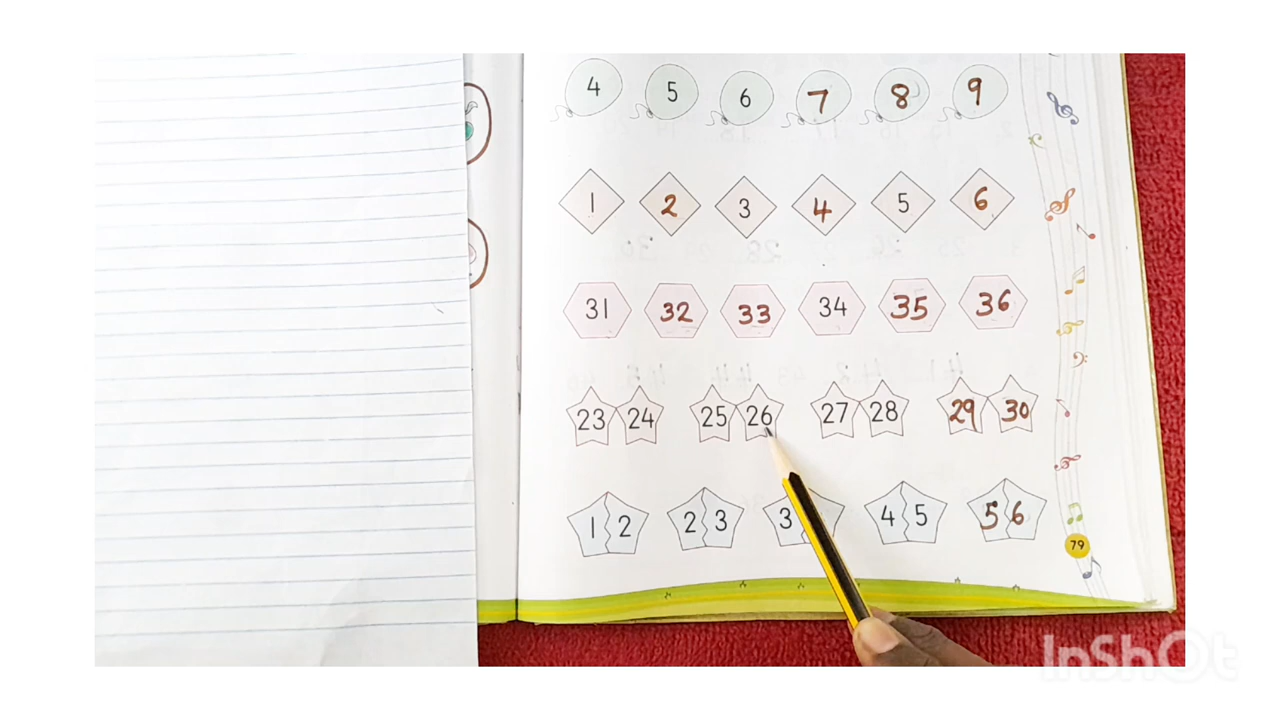 4 5 6 7 8 9
1 2 3 4 5 6
31 32 33 34 35 36
23 24 25 26 27 28 29 30
1 2 2 3 3 4 5 5 6
79
InShOt